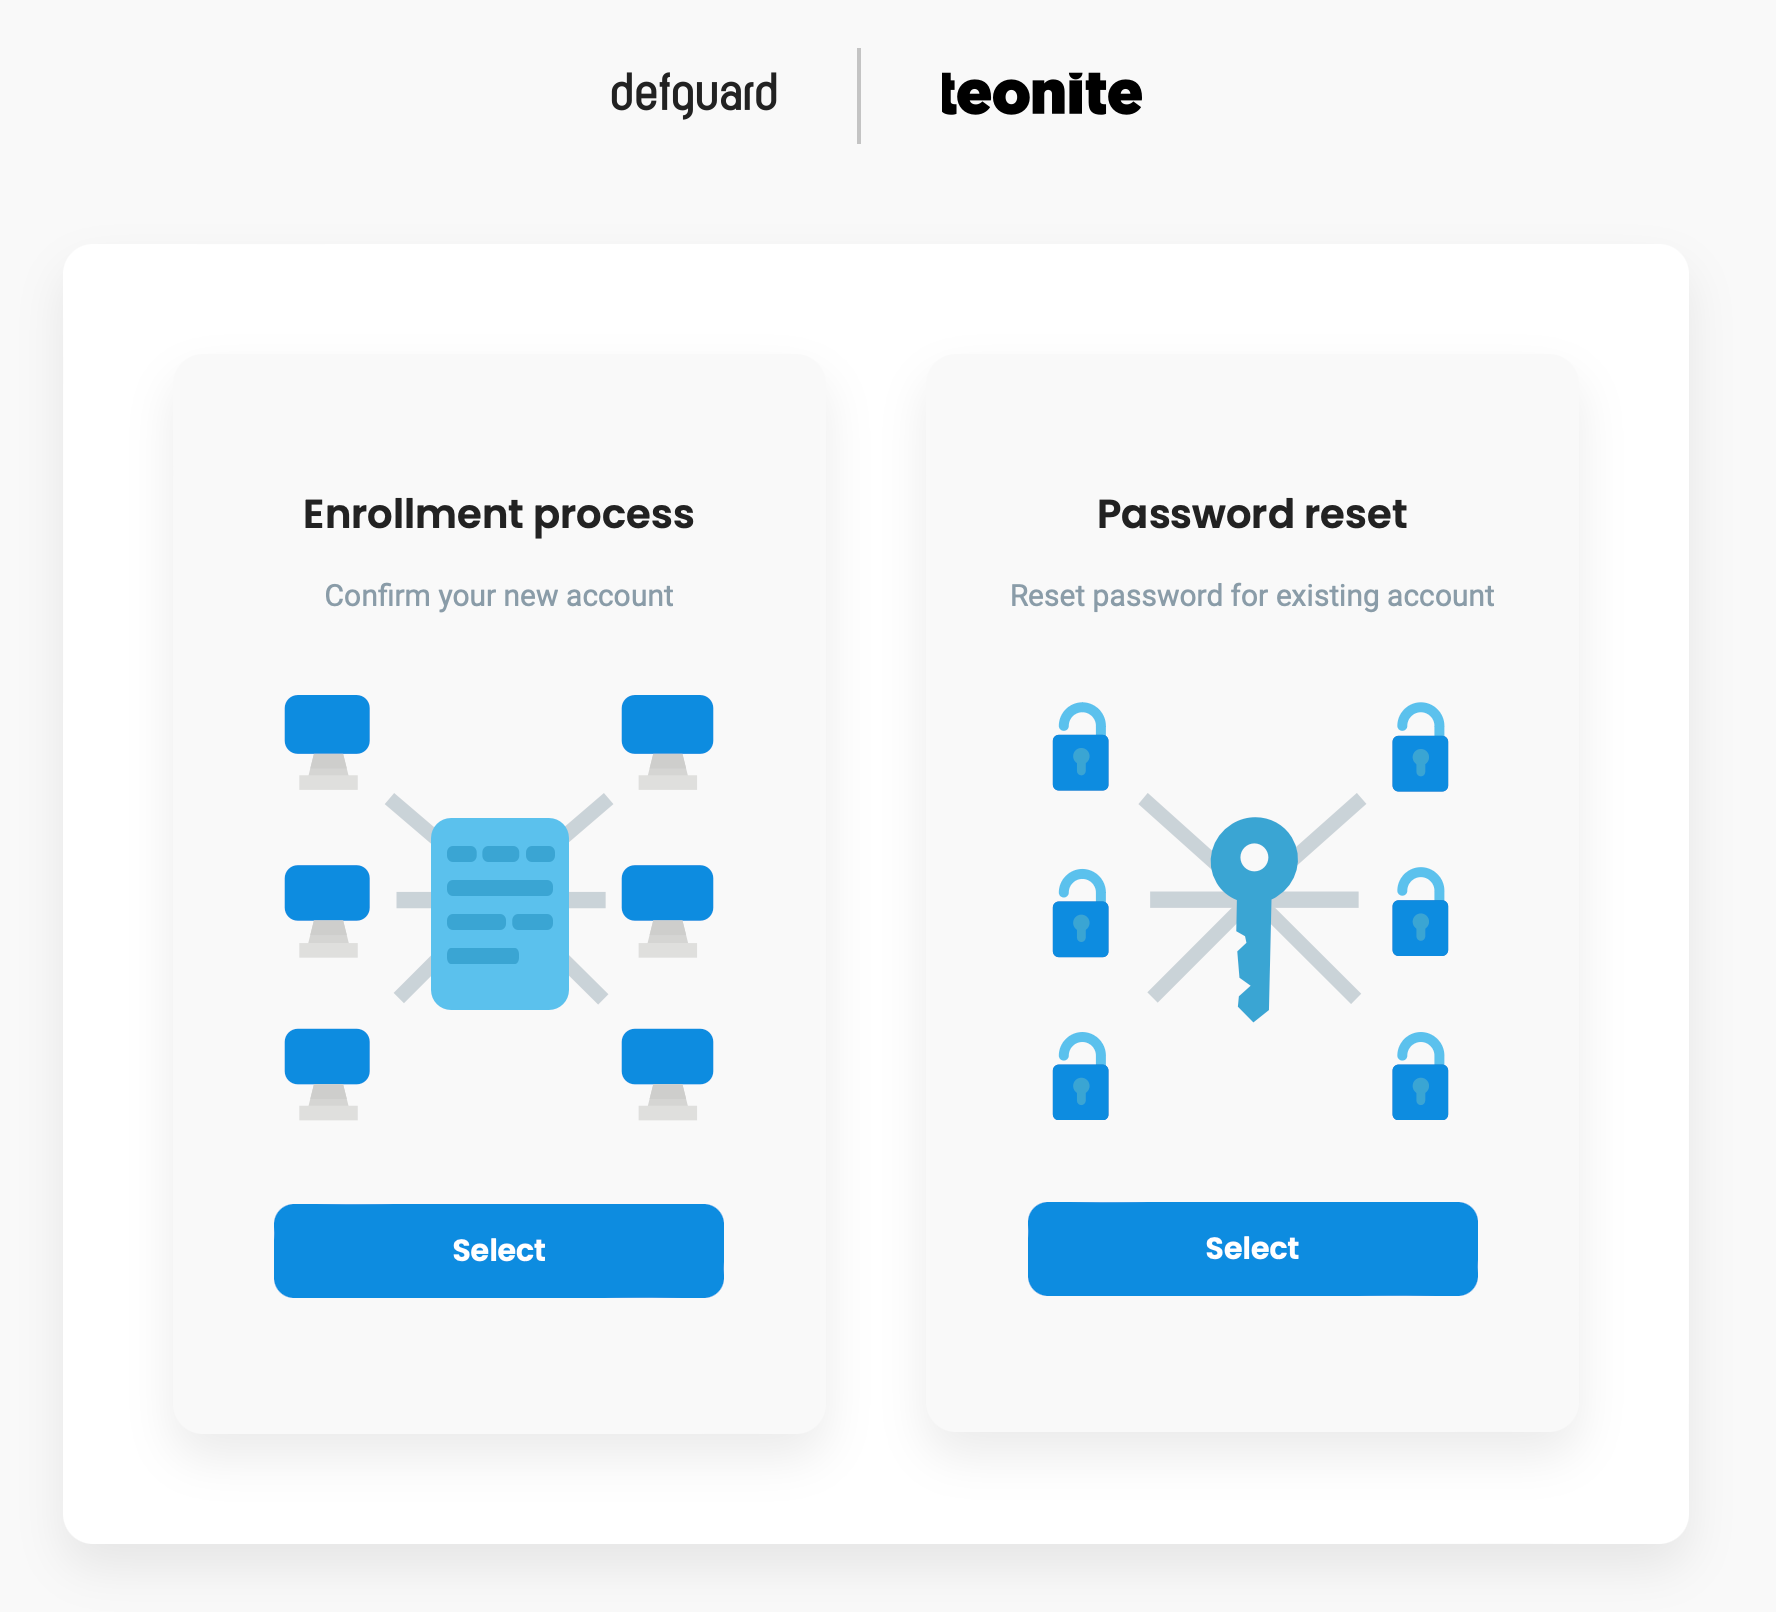 defguard
teonite
Enrollment process
Confirm your new account
Select
Password reset
Reset password for existing account
Select